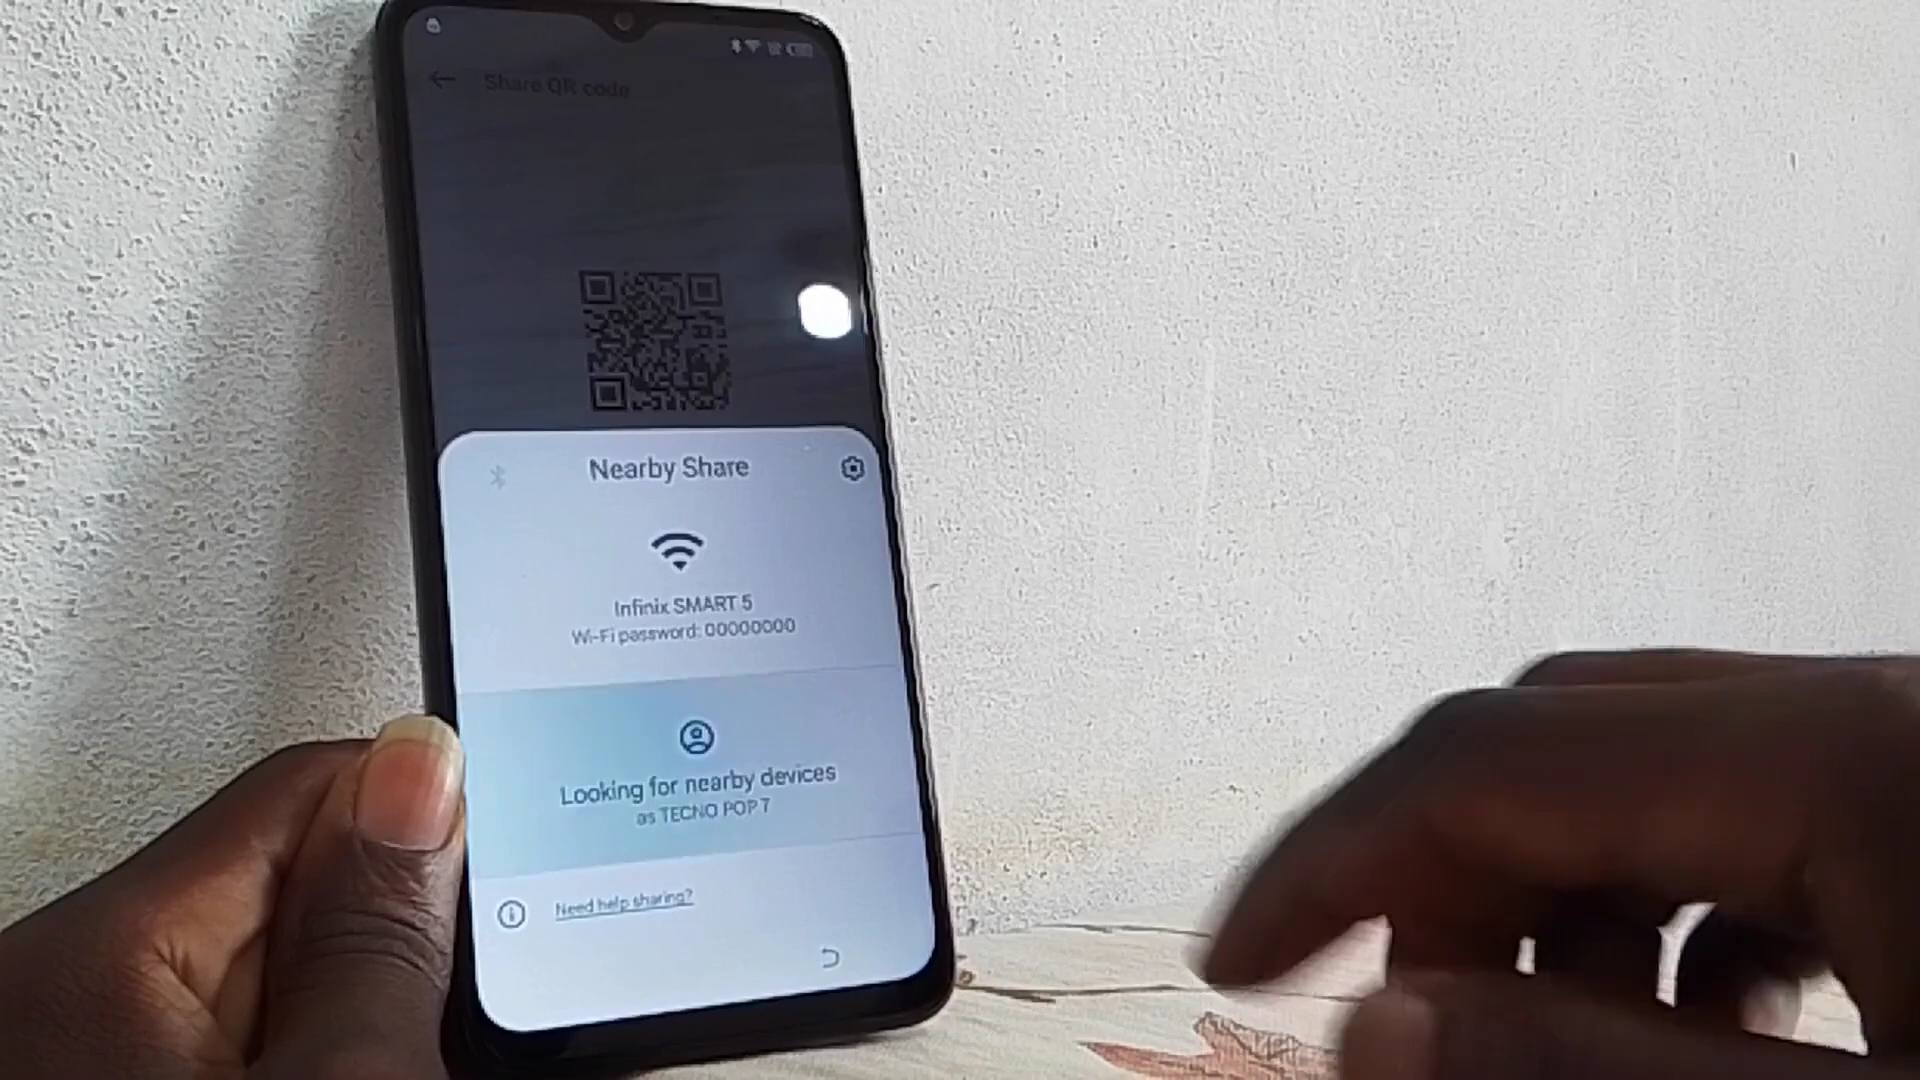 Share QR code
Nearby Share
Infinix SMART 5
Wi-Fi password: 00000000
Looking for nearby devices
as TECNO POP 7
Need help sharing?